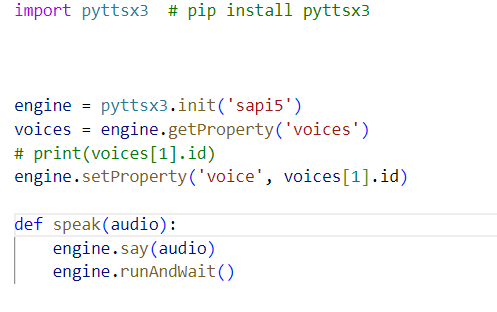 import pyttsx3  # pip install pyttsx3
engine = pyttsx3.init('sapi5')
voices = engine.getProperty('voices')
# print(voices[1].id)
engine.setProperty('voice', voices[1].id)
def speak(audio):
    engine.say(audio)
    engine.runAndWait()